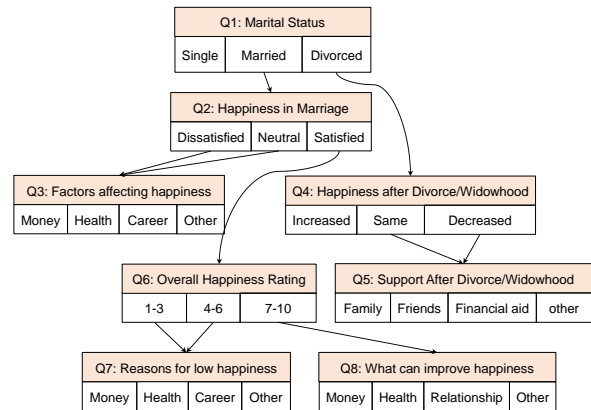 Q1: Marital Status
Single Married Divorced
Q2: Happiness in Marriage
Dissatisfied Neutral Satisfied
Q3: Factors affecting happiness
Money Health Career Other
Q4: Happiness after Divorce/Widowhood
Increased Same Decreased
Q6: Overall Happiness Rating
1-3 4-6 7-10
Q5: Support After Divorce/Widowhood
Family Friends Financial aid other
Q7: Reasons for low happiness
Money Health Career Other
Q8: What can improve happiness
Money Health Relationship Other